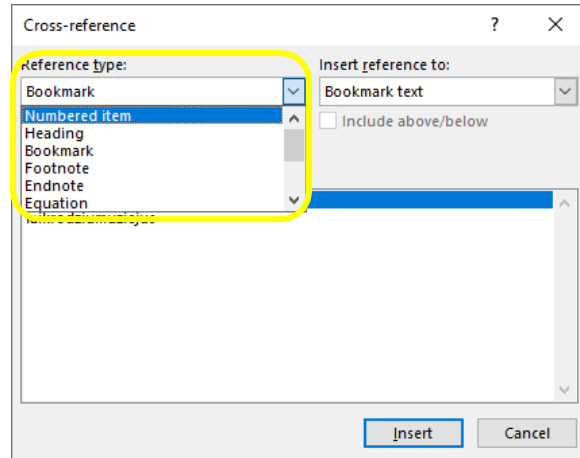 Cross-reference ? ×
Reference type: Insert reference to:
Bookmark Bookmark text
Numbered item
Include above/below
Heading
Bookmark
Footnote
Endnote
Equation
Insert Cancel